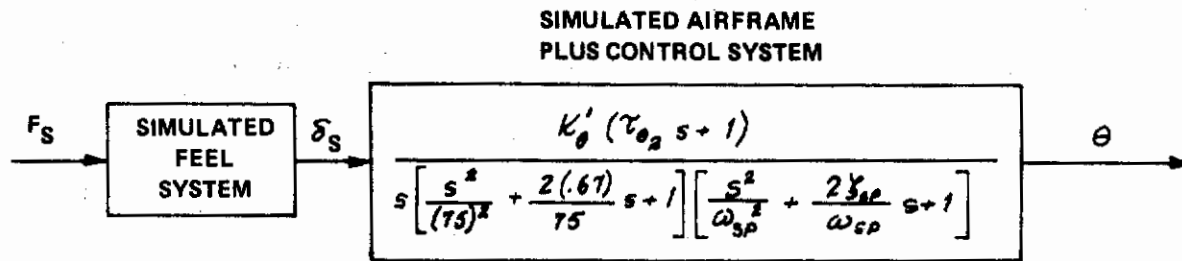 SIMULATED AIRFRAME
PLUS CONTROL SYSTEM
F_S
SIMULATED
FEEL
SYSTEM
δ_S
K'_θ (τ_θ₂ s + 1)
s [ s²/(75)² + 2(.67)/75 s + 1 ] [ s²/ω_sp² + 2ζ_sp/ω_sp s + 1 ]
θ